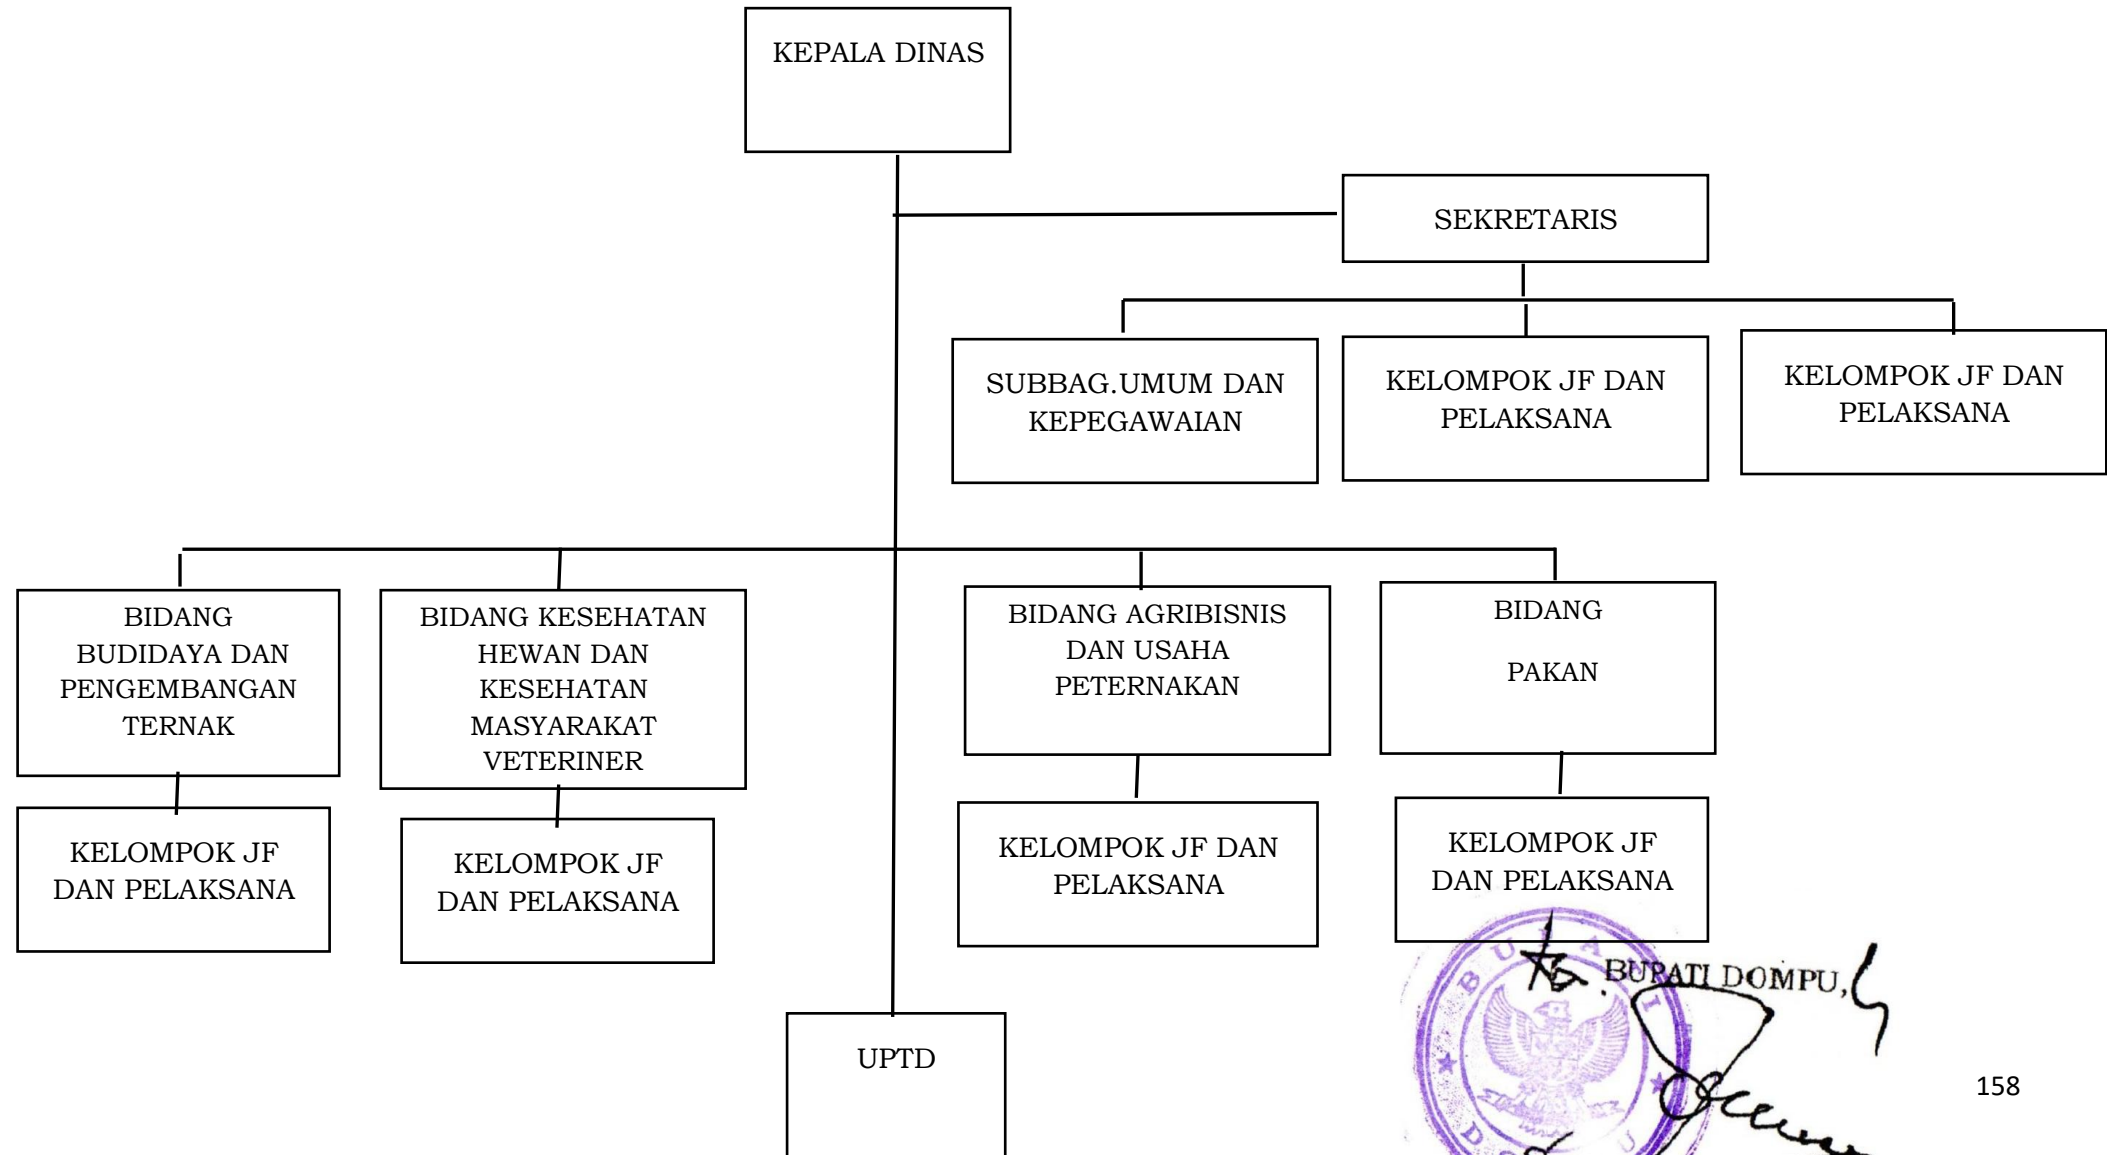 KEPALA DINAS
SEKRETARIS
SUBBAG.UMUM DAN
KEPEGAWAIAN
KELOMPOK JF DAN
PELAKSANA
KELOMPOK JF DAN
PELAKSANA
BIDANG
BUDIDAYA DAN
PENGEMBANGAN
TERNAK
BIDANG KESEHATAN
HEWAN DAN
KESEHATAN
MASYARAKAT
VETERINER
BIDANG AGRIBISNIS
DAN USAHA
PETERNAKAN
BIDANG
PAKAN
KELOMPOK JF
DAN PELAKSANA
KELOMPOK JF
DAN PELAKSANA
KELOMPOK JF DAN
PELAKSANA
KELOMPOK JF
DAN PELAKSANA
UPTD
BUPATI
BUPATI DOMPU,
158